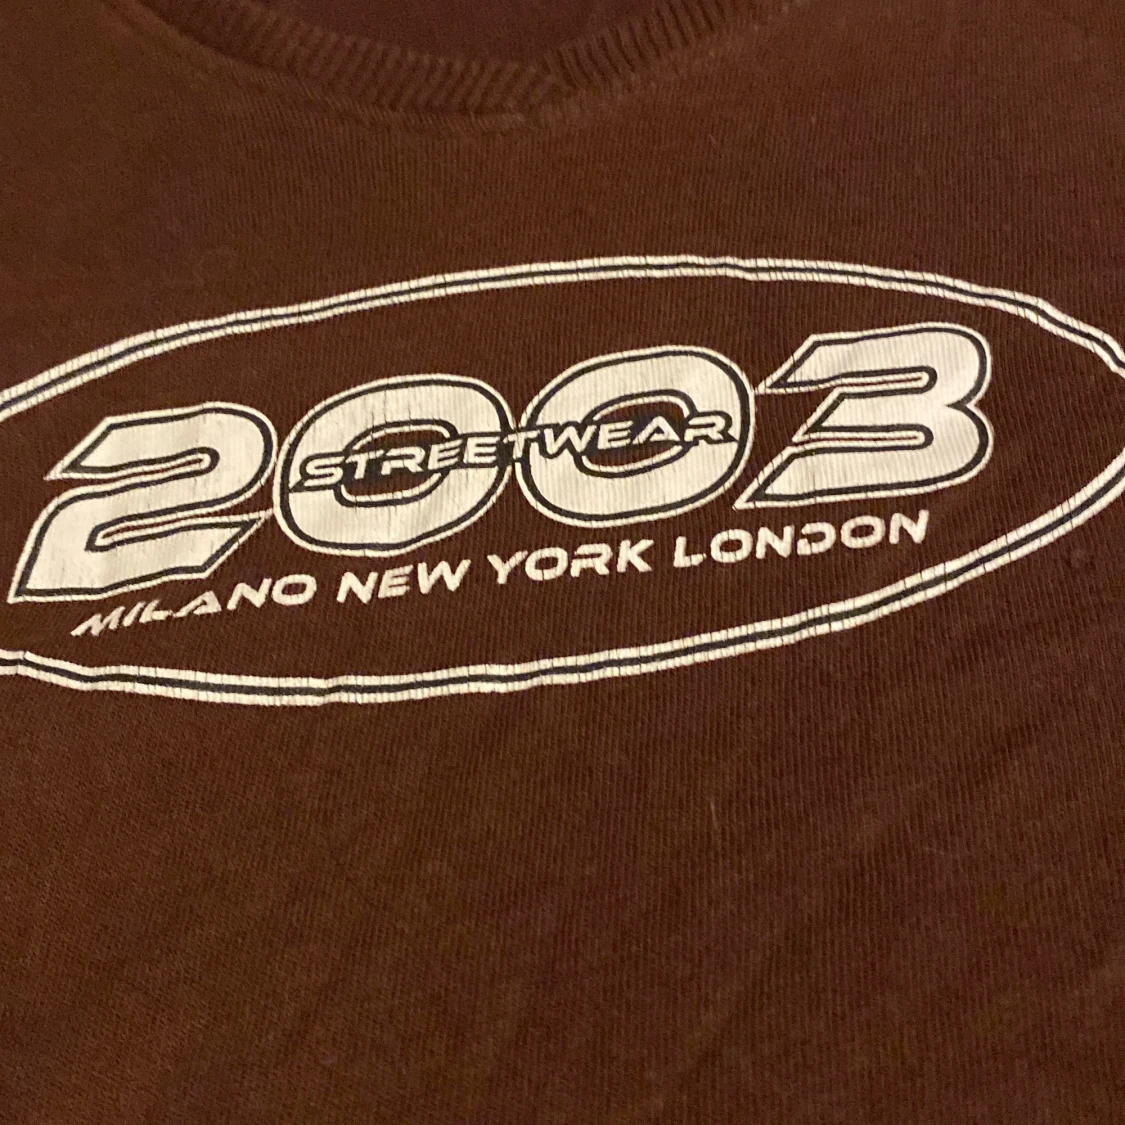 2003
STREETWEAR
MILANO NEW YORK LONDON